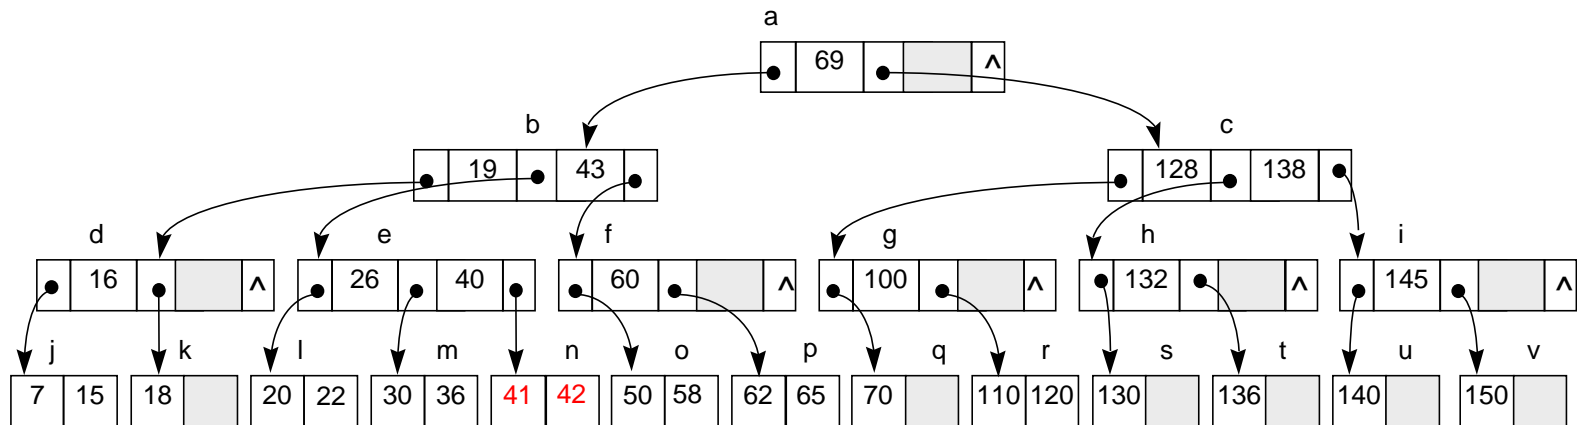 a
69 ^
b c
19 43 128 138
d e f g h i
16 ^ 26 40 60 ^ 100 ^ 132 ^ 145 ^
j k l m n o p q r s t u v
7 15 18 20 22 30 36 41 42 50 58 62 65 70 110 120 130 136 140 150